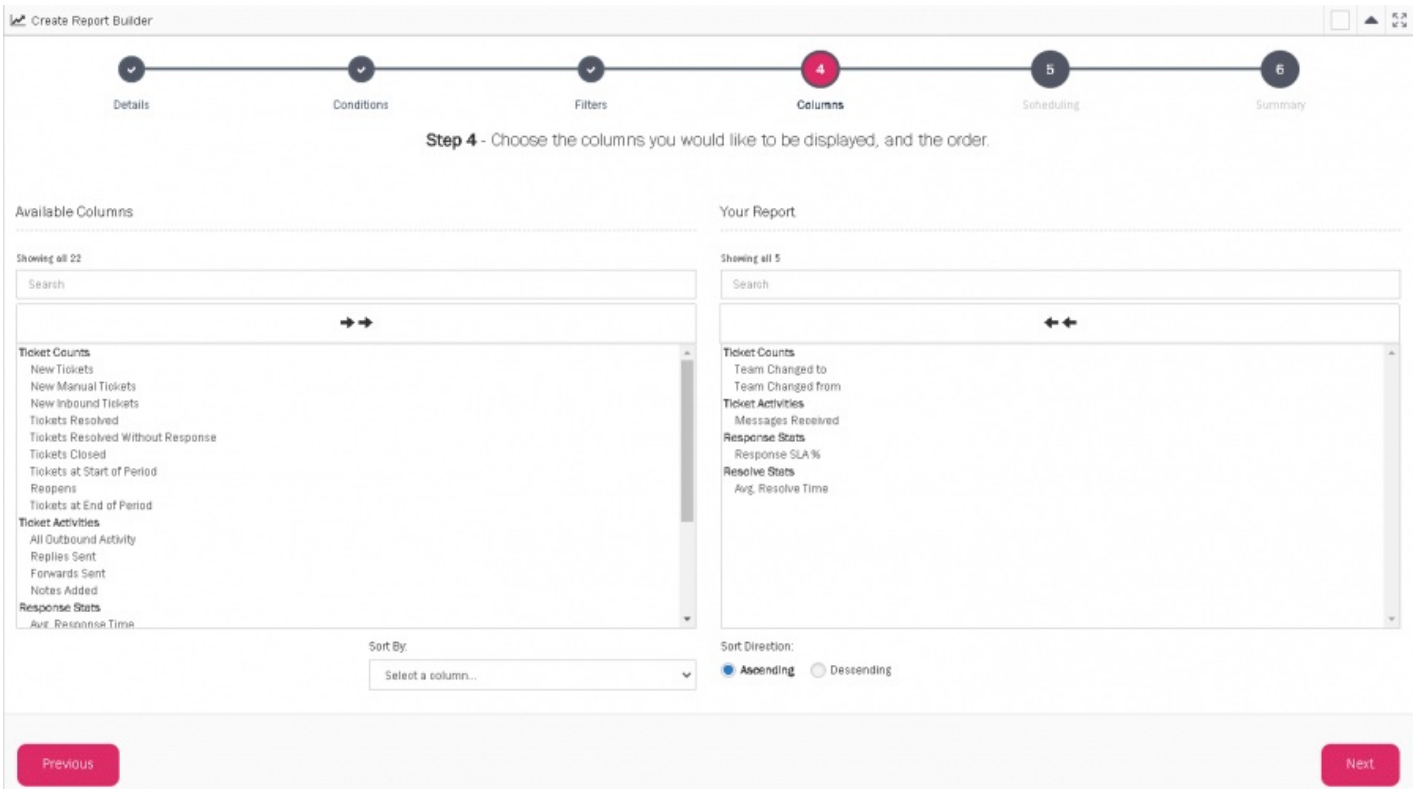 Create Report Builder
4
5
6
Details
Conditions
Filters
Columns
Scheduling
Summary
Step 4 - Choose the columns you would like to be displayed, and the order.
Available Columns
Showing all 22
Search
Ticket Counts
New Tickets
New Manual Tickets
New Inbound Tickets
Tickets Resolved
Tickets Resolved Without Response
Tickets Closed
Tickets at Start of Period
Reopens
Tickets at End of Period
Ticket Activities
All Outbound Activity
Replies Sent
Forwards Sent
Notes Added
Response Stats
Avg. Response Time
Sort By:
Select a column...
Your Report
Showing all 5
Search
Ticket Counts
Team Changed to
Team Changed from
Ticket Activities
Messages Received
Response Stats
Response SLA %
Resolve Stats
Avg. Resolve Time
Sort Direction:
Ascending
Descending
Previous
Next